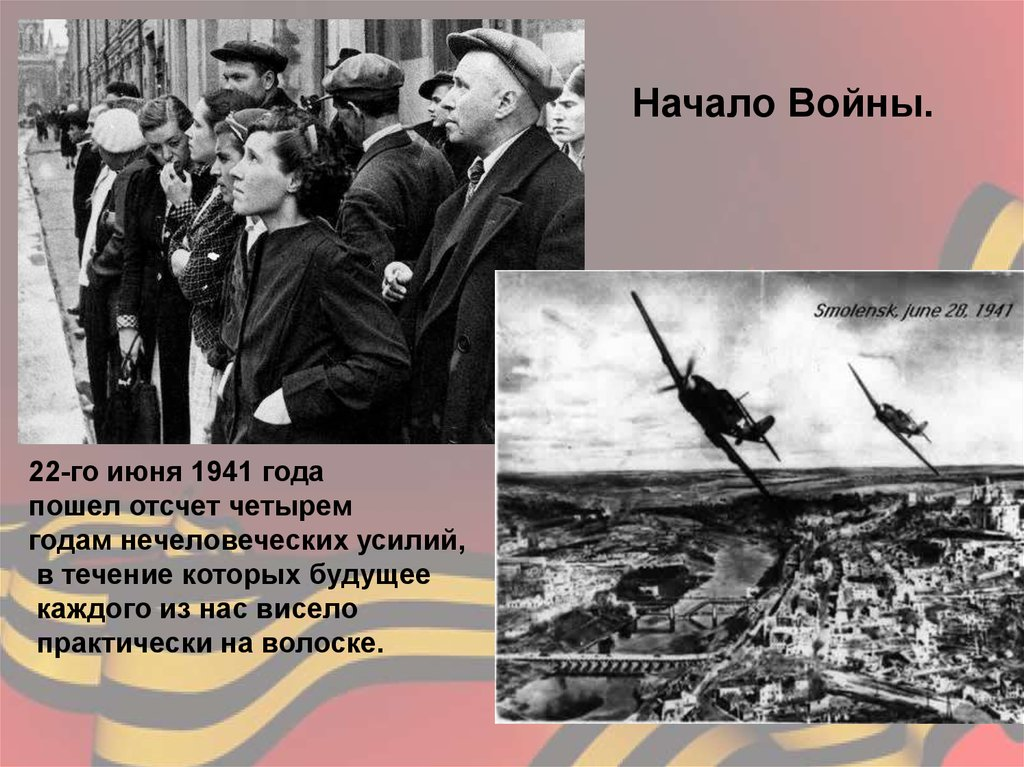 Начало Войны.
Smolensk, june 28, 1941
22-го июня 1941 года
пошел отсчет четырем
годам нечеловеческих усилий,
в течение которых будущее
каждого из нас висело
практически на волоске.